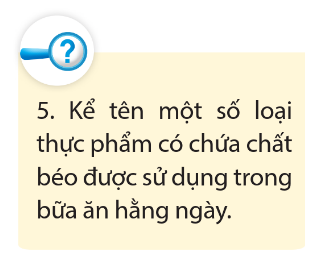 ?
5. Kể tên một số loại
thực phẩm có chứa chất
béo được sử dụng trong
bữa ăn hằng ngày.